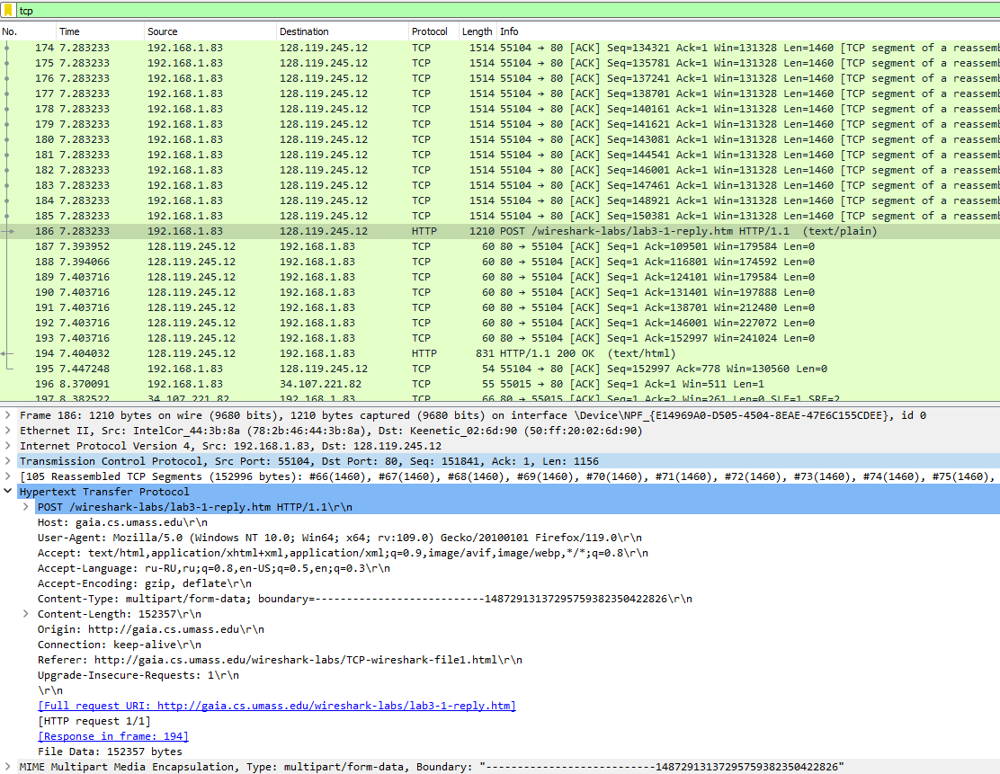 tcp
No. Time Source Destination Protocol Length Info
174 7.283233 192.168.1.83 128.119.245.12 TCP 1514 55104 → 80 [ACK] Seq=134321 Ack=1 Win=131328 Len=1460 [TCP segment of a reassemb
175 7.283233 192.168.1.83 128.119.245.12 TCP 1514 55104 → 80 [ACK] Seq=135781 Ack=1 Win=131328 Len=1460 [TCP segment of a reassemb
176 7.283233 192.168.1.83 128.119.245.12 TCP 1514 55104 → 80 [ACK] Seq=137241 Ack=1 Win=131328 Len=1460 [TCP segment of a reassemb
177 7.283233 192.168.1.83 128.119.245.12 TCP 1514 55104 → 80 [ACK] Seq=138701 Ack=1 Win=131328 Len=1460 [TCP segment of a reassemb
178 7.283233 192.168.1.83 128.119.245.12 TCP 1514 55104 → 80 [ACK] Seq=140161 Ack=1 Win=131328 Len=1460 [TCP segment of a reassemb
179 7.283233 192.168.1.83 128.119.245.12 TCP 1514 55104 → 80 [ACK] Seq=141621 Ack=1 Win=131328 Len=1460 [TCP segment of a reassemb
180 7.283233 192.168.1.83 128.119.245.12 TCP 1514 55104 → 80 [ACK] Seq=143081 Ack=1 Win=131328 Len=1460 [TCP segment of a reassemb
181 7.283233 192.168.1.83 128.119.245.12 TCP 1514 55104 → 80 [ACK] Seq=144541 Ack=1 Win=131328 Len=1460 [TCP segment of a reassemb
182 7.283233 192.168.1.83 128.119.245.12 TCP 1514 55104 → 80 [ACK] Seq=146001 Ack=1 Win=131328 Len=1460 [TCP segment of a reassemb
183 7.283233 192.168.1.83 128.119.245.12 TCP 1514 55104 → 80 [ACK] Seq=147461 Ack=1 Win=131328 Len=1460 [TCP segment of a reassemb
184 7.283233 192.168.1.83 128.119.245.12 TCP 1514 55104 → 80 [ACK] Seq=148921 Ack=1 Win=131328 Len=1460 [TCP segment of a reassemb
185 7.283233 192.168.1.83 128.119.245.12 TCP 1514 55104 → 80 [ACK] Seq=150381 Ack=1 Win=131328 Len=1460 [TCP segment of a reassemb
186 7.283233 192.168.1.83 128.119.245.12 HTTP 1210 POST /wireshark-labs/lab3-1-reply.htm HTTP/1.1 (text/plain)
187 7.393952 128.119.245.12 192.168.1.83 TCP 60 80 → 55104 [ACK] Seq=1 Ack=109501 Win=179584 Len=0
188 7.394066 128.119.245.12 192.168.1.83 TCP 60 80 → 55104 [ACK] Seq=1 Ack=116801 Win=174592 Len=0
189 7.403716 128.119.245.12 192.168.1.83 TCP 60 80 → 55104 [ACK] Seq=1 Ack=124101 Win=179584 Len=0
190 7.403716 128.119.245.12 192.168.1.83 TCP 60 80 → 55104 [ACK] Seq=1 Ack=131401 Win=197888 Len=0
191 7.403716 128.119.245.12 192.168.1.83 TCP 60 80 → 55104 [ACK] Seq=1 Ack=138701 Win=212480 Len=0
192 7.403716 128.119.245.12 192.168.1.83 TCP 60 80 → 55104 [ACK] Seq=1 Ack=146001 Win=227072 Len=0
193 7.403716 128.119.245.12 192.168.1.83 TCP 60 80 → 55104 [ACK] Seq=1 Ack=152997 Win=241024 Len=0
194 7.404032 128.119.245.12 192.168.1.83 HTTP 831 HTTP/1.1 200 OK (text/html)
195 7.447248 192.168.1.83 128.119.245.12 TCP 54 55104 → 80 [ACK] Seq=152997 Ack=778 Win=130560 Len=0
196 8.370091 192.168.1.83 34.107.221.82 TCP 55 55015 → 80 [ACK] Seq=1 Ack=1 Win=511 Len=1
197 8.382522 34.107.221.82 192.168.1.83 TCP 66 80 → 55015 [ACK] Seq=1 Ack=2 Win=261 Len=0 SLE=1 SRE=2
Frame 186: 1210 bytes on wire (9680 bits), 1210 bytes captured (9680 bits) on interface \Device\NPF_{E14969A0-D505-4504-8EAE-47E6C155CDEE}, id 0
Ethernet II, Src: IntelCor_44:3b:8a (78:2b:46:44:3b:8a), Dst: Keenetic_02:6d:90 (50:ff:20:02:6d:90)
Internet Protocol Version 4, Src: 192.168.1.83, Dst: 128.119.245.12
Transmission Control Protocol, Src Port: 55104, Dst Port: 80, Seq: 151841, Ack: 1, Len: 1156
[105 Reassembled TCP Segments (152996 bytes): #66(1460), #67(1460), #68(1460), #69(1460), #70(1460), #71(1460), #72(1460), #73(1460), #74(1460), #75(1460),
Hypertext Transfer Protocol
POST /wireshark-labs/lab3-1-reply.htm HTTP/1.1\r\n
Host: gaia.cs.umass.edu\r\n
User-Agent: Mozilla/5.0 (Windows NT 10.0; Win64; x64; rv:109.0) Gecko/20100101 Firefox/119.0\r\n
Accept: text/html,application/xhtml+xml,application/xml;q=0.9,image/avif,image/webp,*/*;q=0.8\r\n
Accept-Language: ru-RU,ru;q=0.8,en-US;q=0.5,en;q=0.3\r\n
Accept-Encoding: gzip, deflate\r\n
Content-Type: multipart/form-data; boundary=---------------------------14872913137295759382350422826\r\n
Content-Length: 152357\r\n
Origin: http://gaia.cs.umass.edu\r\n
Connection: keep-alive\r\n
Referer: http://gaia.cs.umass.edu/wireshark-labs/TCP-wireshark-file1.html\r\n
Upgrade-Insecure-Requests: 1\r\n
\r\n
[Full request URI: http://gaia.cs.umass.edu/wireshark-labs/lab3-1-reply.htm]
[HTTP request 1/1]
[Response in frame: 194]
File Data: 152357 bytes
MIME Multipart Media Encapsulation, Type: multipart/form-data, Boundary: "---------------------------14872913137295759382350422826"